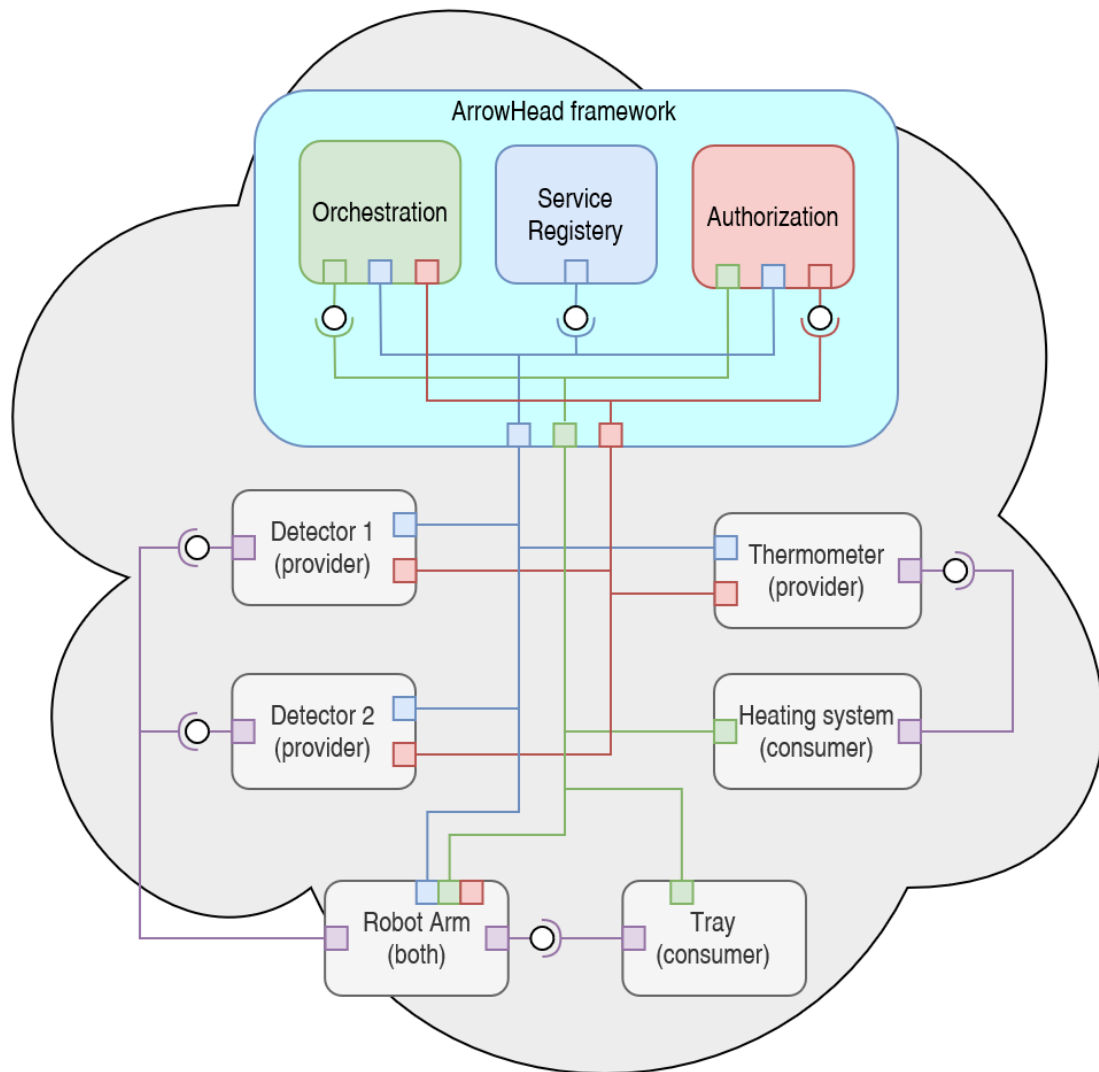 ArrowHead framework
Orchestration
Service
Registery
Authorization
Detector 1
(provider)
Thermometer
(provider)
Detector 2
(provider)
Heating system
(consumer)
Robot Arm
(both)
Tray
(consumer)